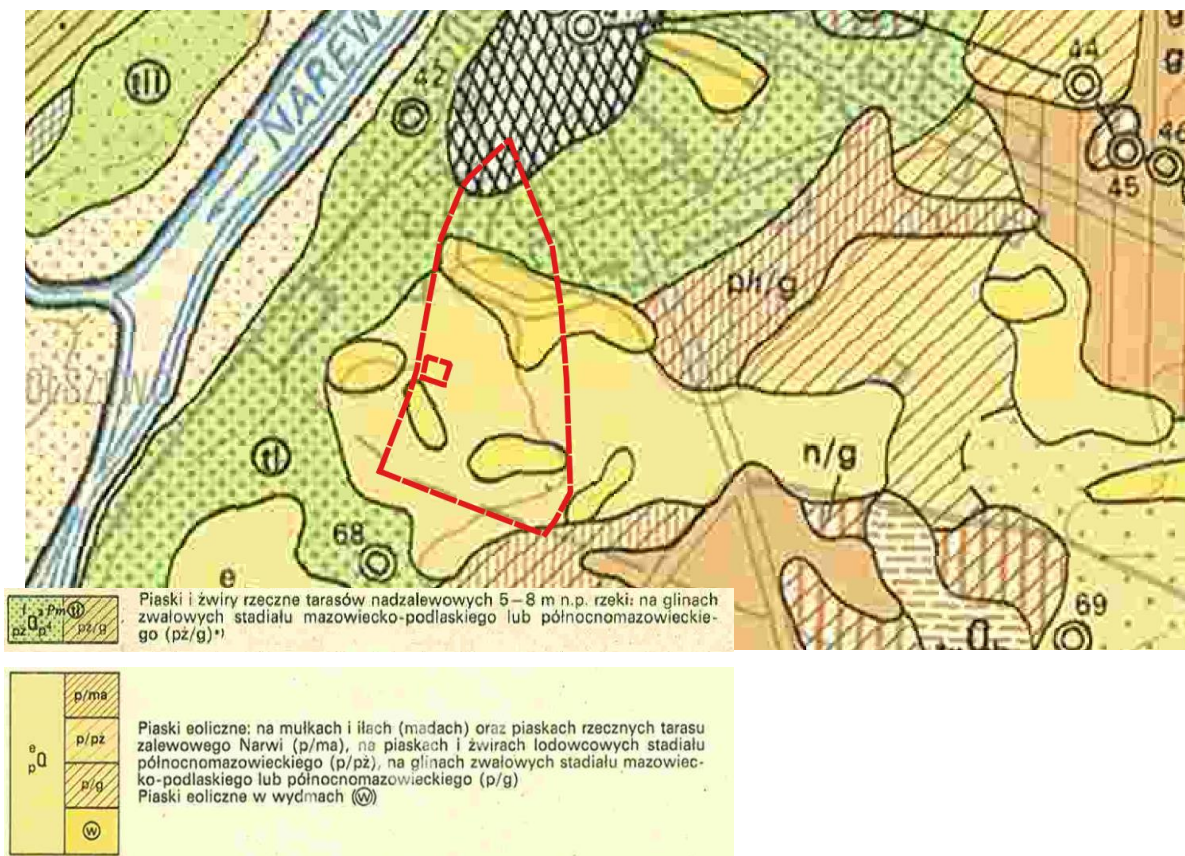 tII
NAREW
42
44
g
g
46
45
ph/g
tI
n/g
68
e
69
Piaski i żwiry rzeczne tarasów nadzalewowych 5–8 m n.p. rzeki: na glinach
zwałowych stadiału mazowiecko-podlaskiego lub północnomazowieckie-
go (pż/g)*)
pż/g
p/ma
p/pż
p/g
w
e
p Q
Piaski eoliczne: na mułkach i iłach (madach) oraz piaskach rzecznych tarasu
zalewowego Narwi (p/ma), na piaskach i żwirach lodowcowych stadiału
północnomazowieckiego (p/pż), na glinach zwałowych stadiału mazowiec-
ko-podlaskiego lub północnomazowieckiego (p/g)
Piaski eoliczne w wydmach (w)